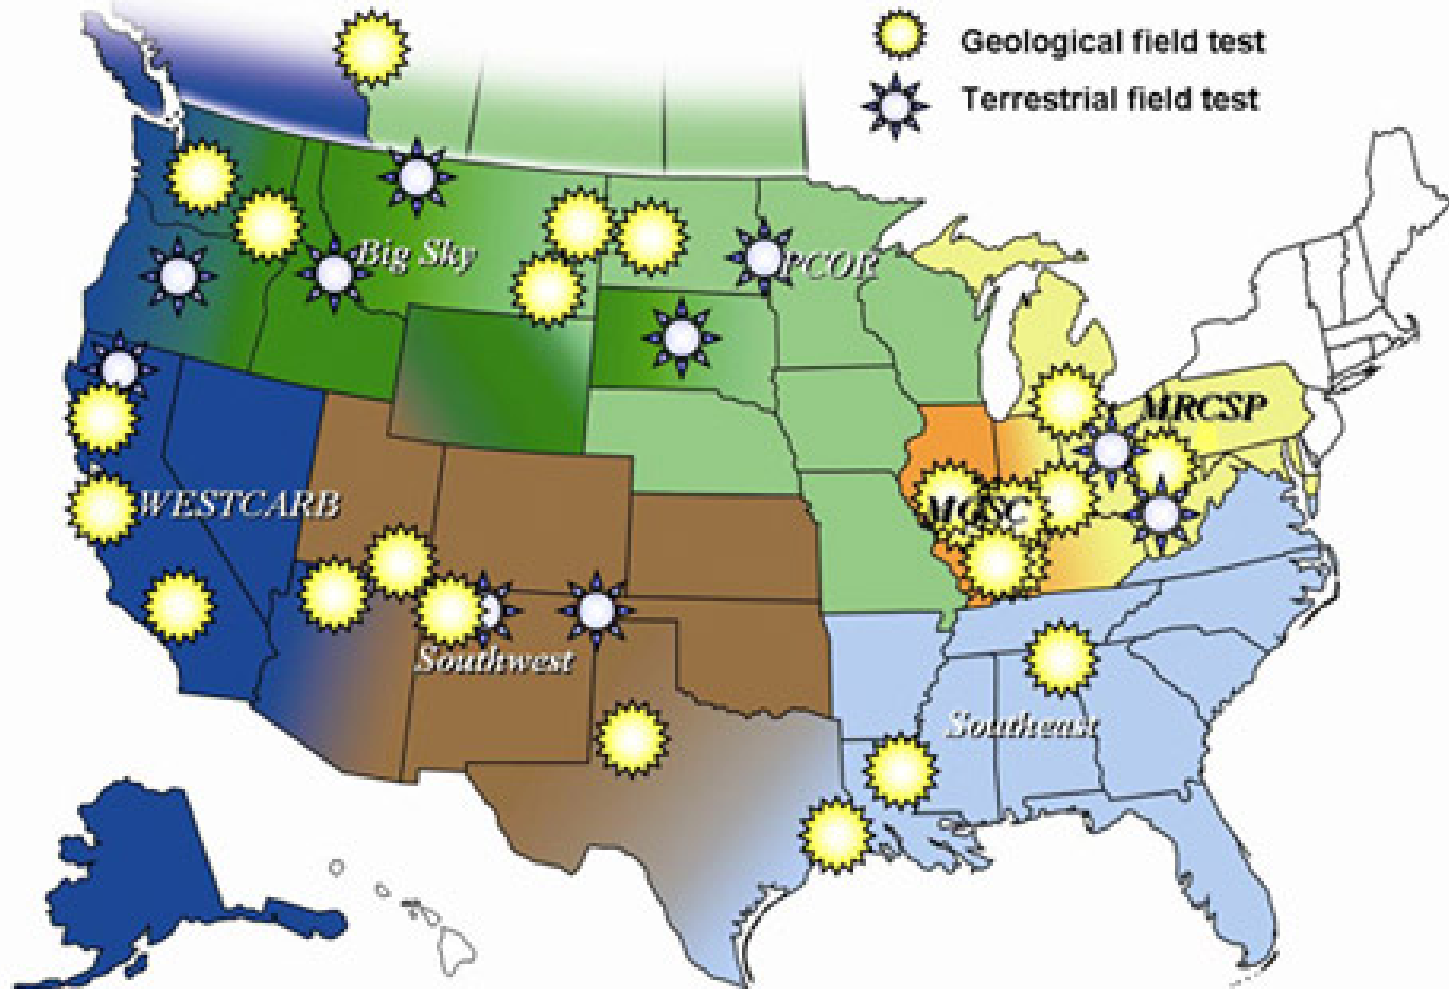 Geological field test
Terrestrial field test
Big Sky
PCOR
MRCSP
WESTCARB
MGSC
Southwest
Southeast